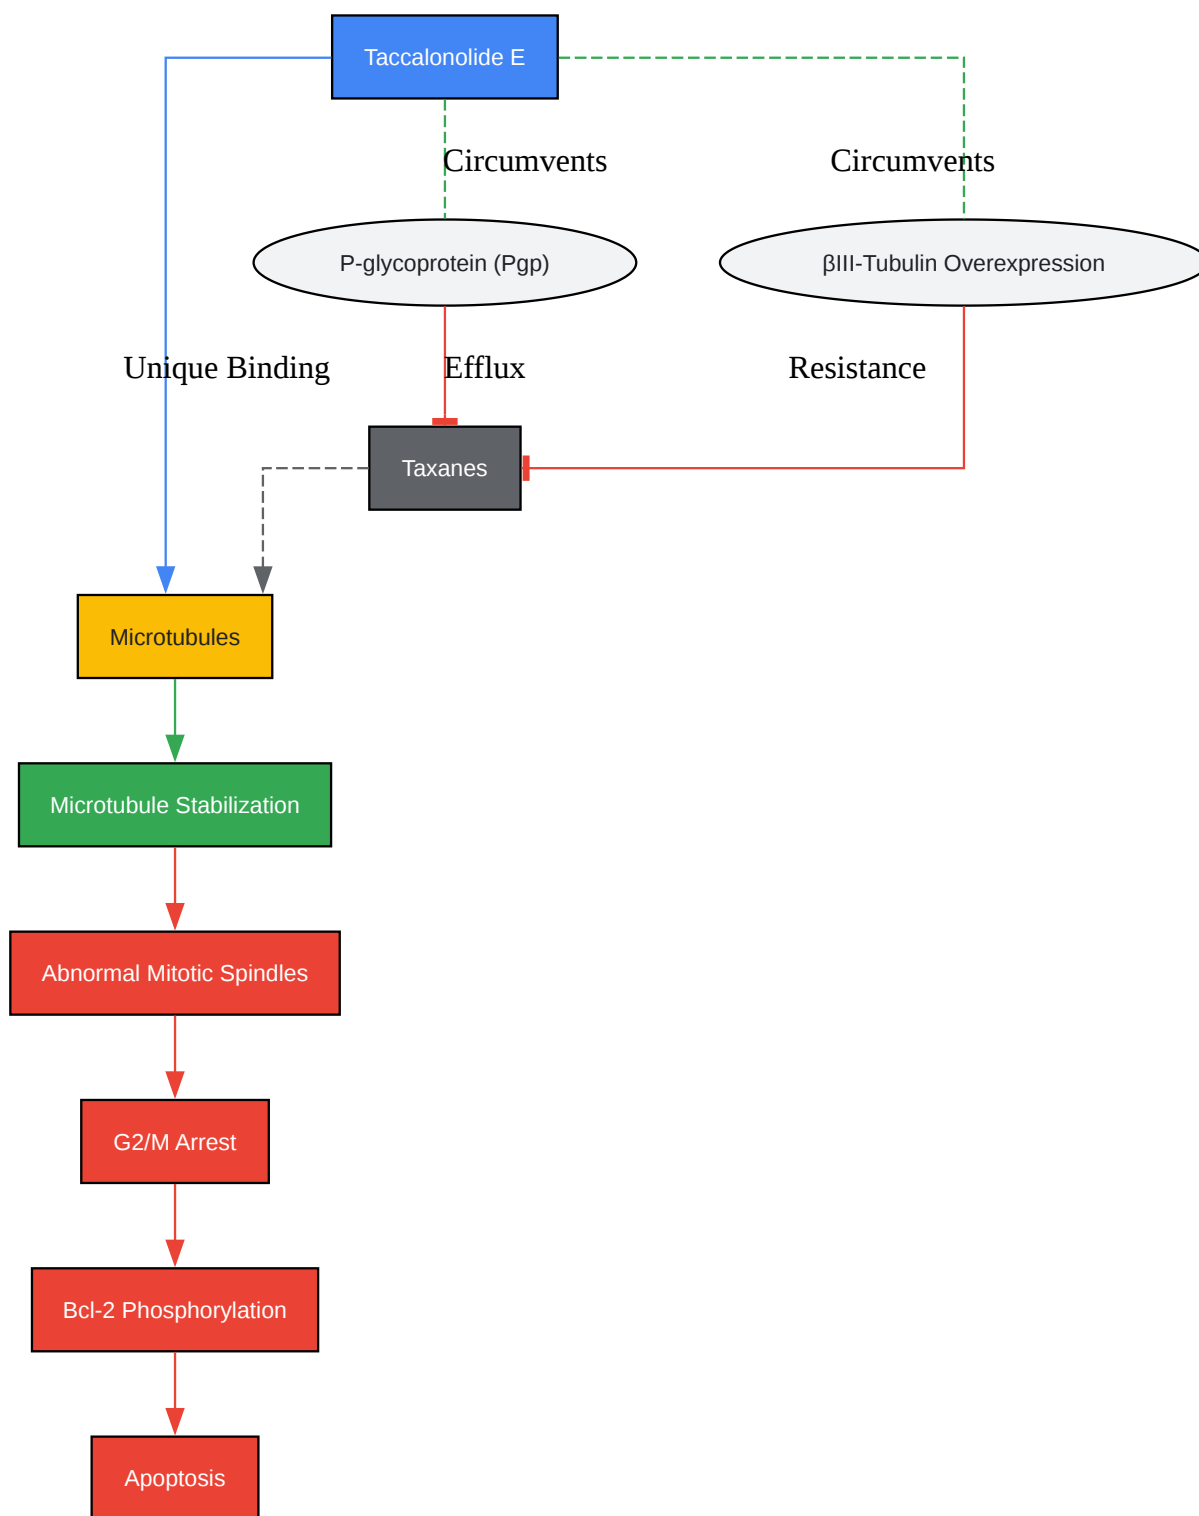 Taccalonolide E
Circumvents
Circumvents
P-glycoprotein (Pgp)
βIII-Tubulin Overexpression
Unique Binding
Efflux
Resistance
Taxanes
Microtubules
Microtubule Stabilization
Abnormal Mitotic Spindles
G2/M Arrest
Bcl-2 Phosphorylation
Apoptosis